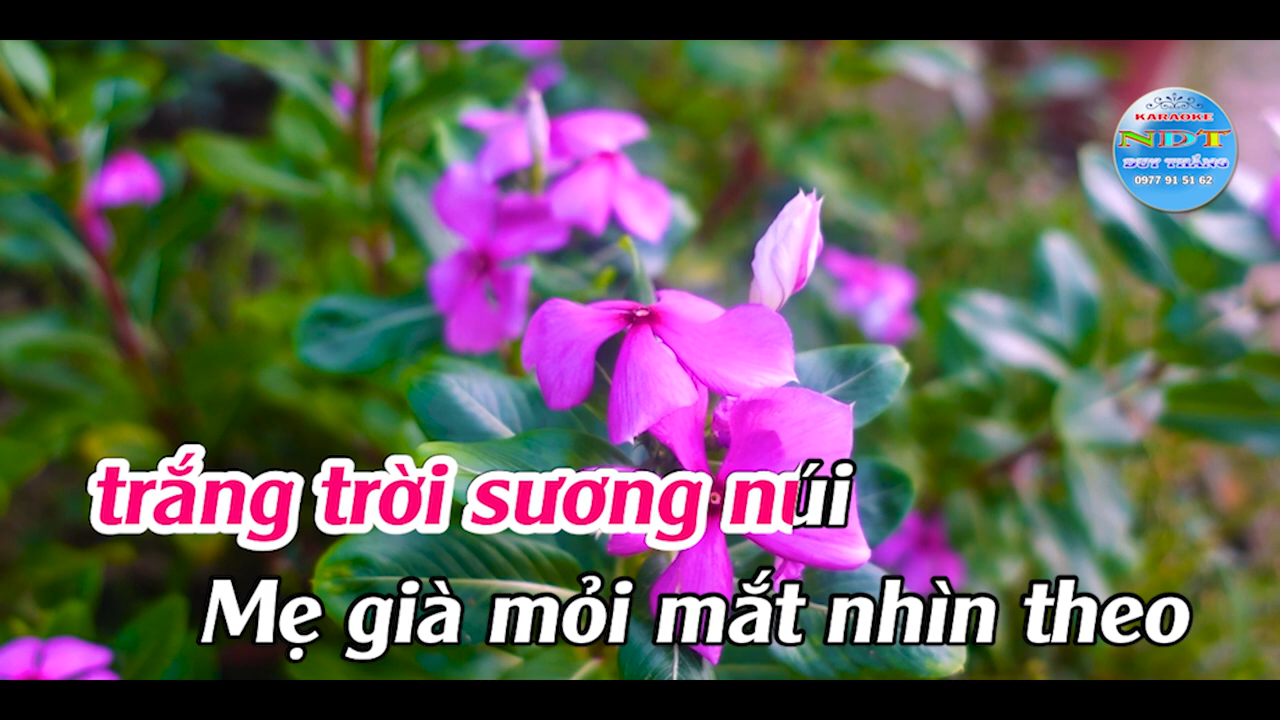 KARAOKE
NDT
DUY THẮNG
0977 91 51 62
trắng trời sương núi
Mẹ già mỏi mắt nhìn theo